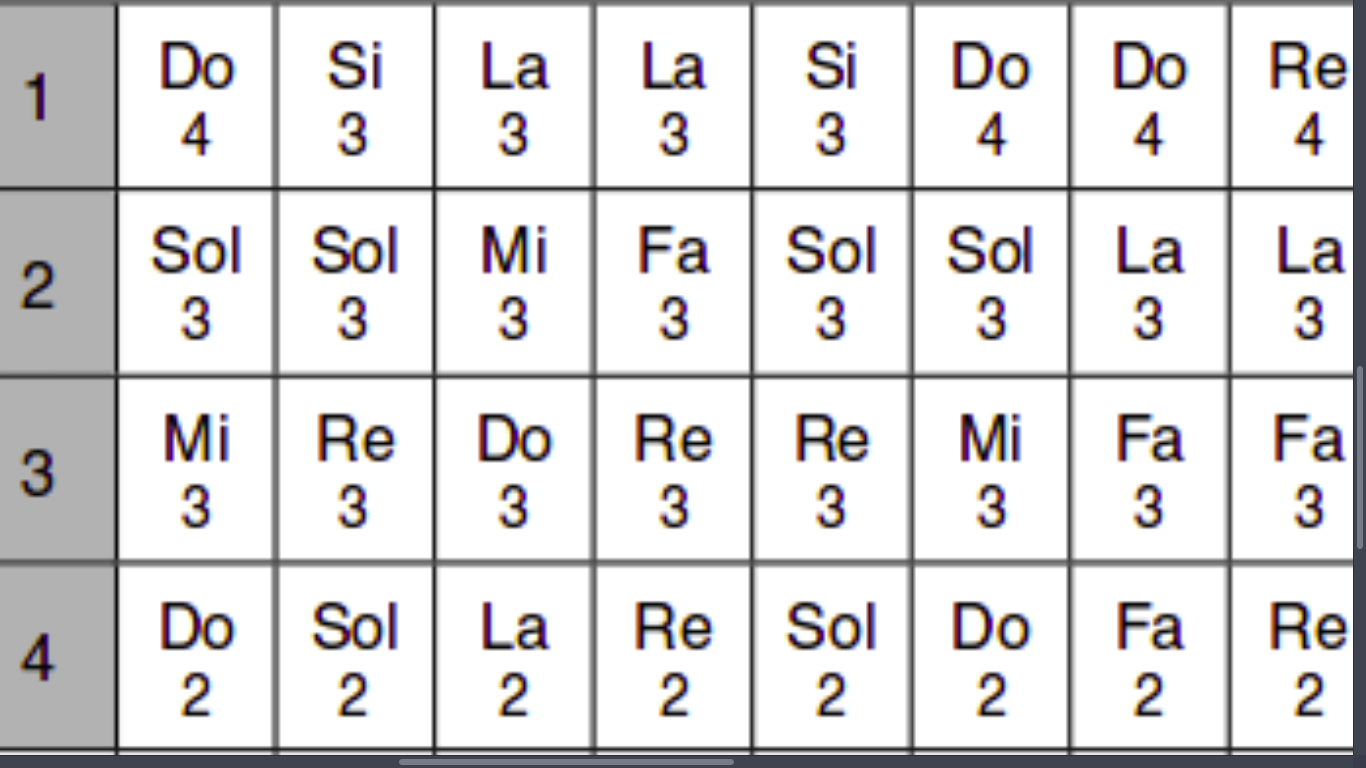 1 Do Si La La Si Do Do Re
4 3 3 3 3 4 4 4
2 Sol Sol Mi Fa Sol Sol La La
3 3 3 3 3 3 3 3
3 Mi Re Do Re Re Mi Fa Fa
3 3 3 3 3 3 3 3
4 Do Sol La Re Sol Do Fa Re
2 2 2 2 2 2 2 2